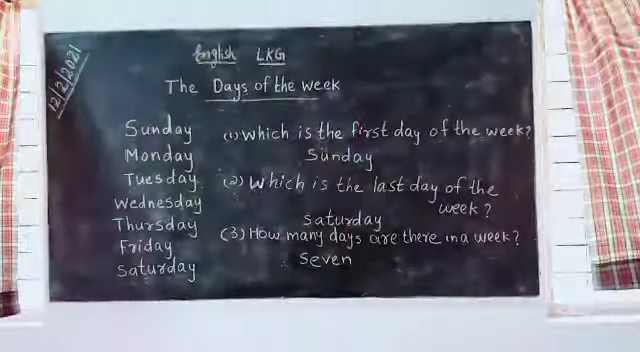 12/2/2021
English LKG
The Days of the week
Sunday
Monday
Tuesday
Wednesday
Thursday
Friday
Saturday
(1) Which is the first day of the week?
Sunday
(2) Which is the last day of the
week?
Saturday
(3) How many days are there in a week?
Seven